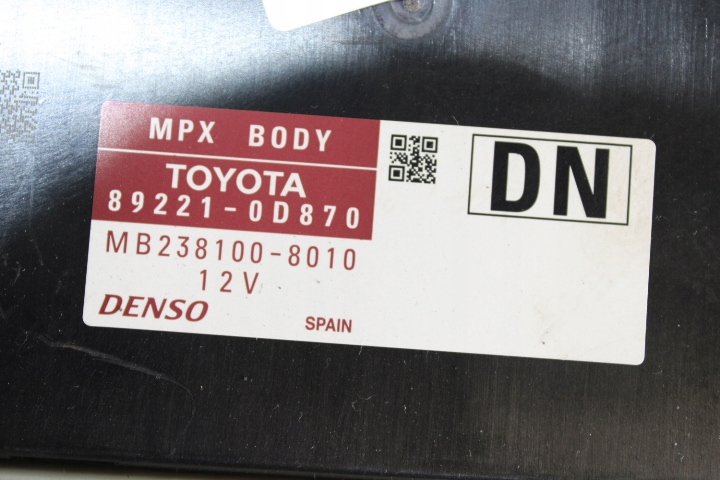 MPX BODY
TOYOTA
89221-0D870
DN
MB238100-8010
12V
DENSO
SPAIN